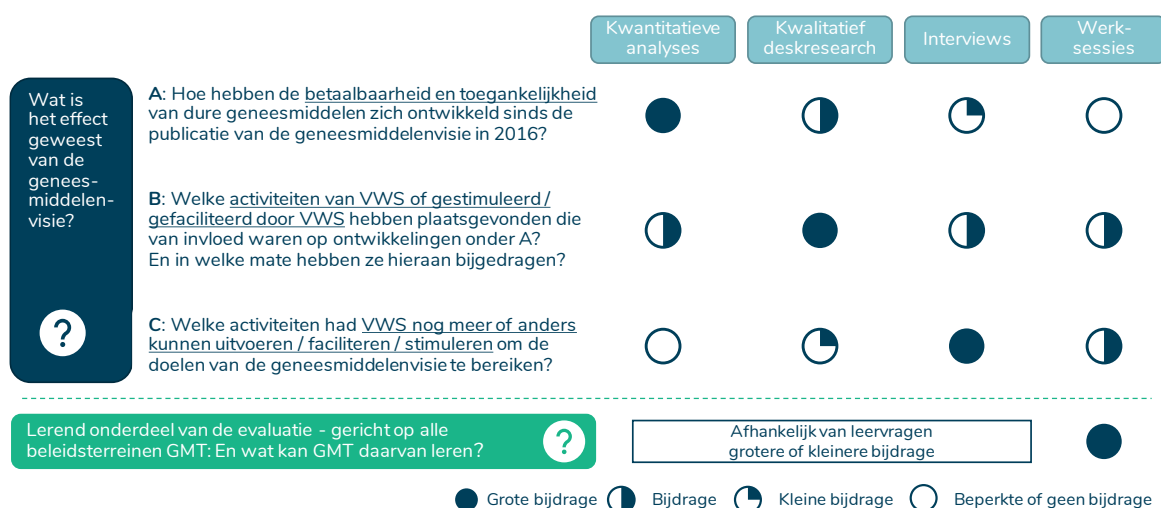 Kwantitatieve
analyses
Kwalitatief
deskresearch
Interviews
Werk-
sessies
Wat is
het effect
geweest
van de
genees-
middelen-
visie?
?
A: Hoe hebben de betaalbaarheid en toegankelijkheid
van dure geneesmiddelen zich ontwikkeld sinds de
publicatie van de geneesmiddelenvisie in 2016?
B: Welke activiteiten van VWS of gestimuleerd /
gefaciliteerd door VWS hebben plaatsgevonden die
van invloed waren op ontwikkelingen onder A?
En in welke mate hebben ze hieraan bijgedragen?
C: Welke activiteiten had VWS nog meer of anders
kunnen uitvoeren / faciliteren / stimuleren om de
doelen van de geneesmiddelenvisie te bereiken?
Lerend onderdeel van de evaluatie - gericht op alle
beleidsterreinen GMT: En wat kan GMT daarvan leren?
?
Afhankelijk van leervragen
grotere of kleinere bijdrage
Grote bijdrage
Bijdrage
Kleine bijdrage
Beperkte of geen bijdrage